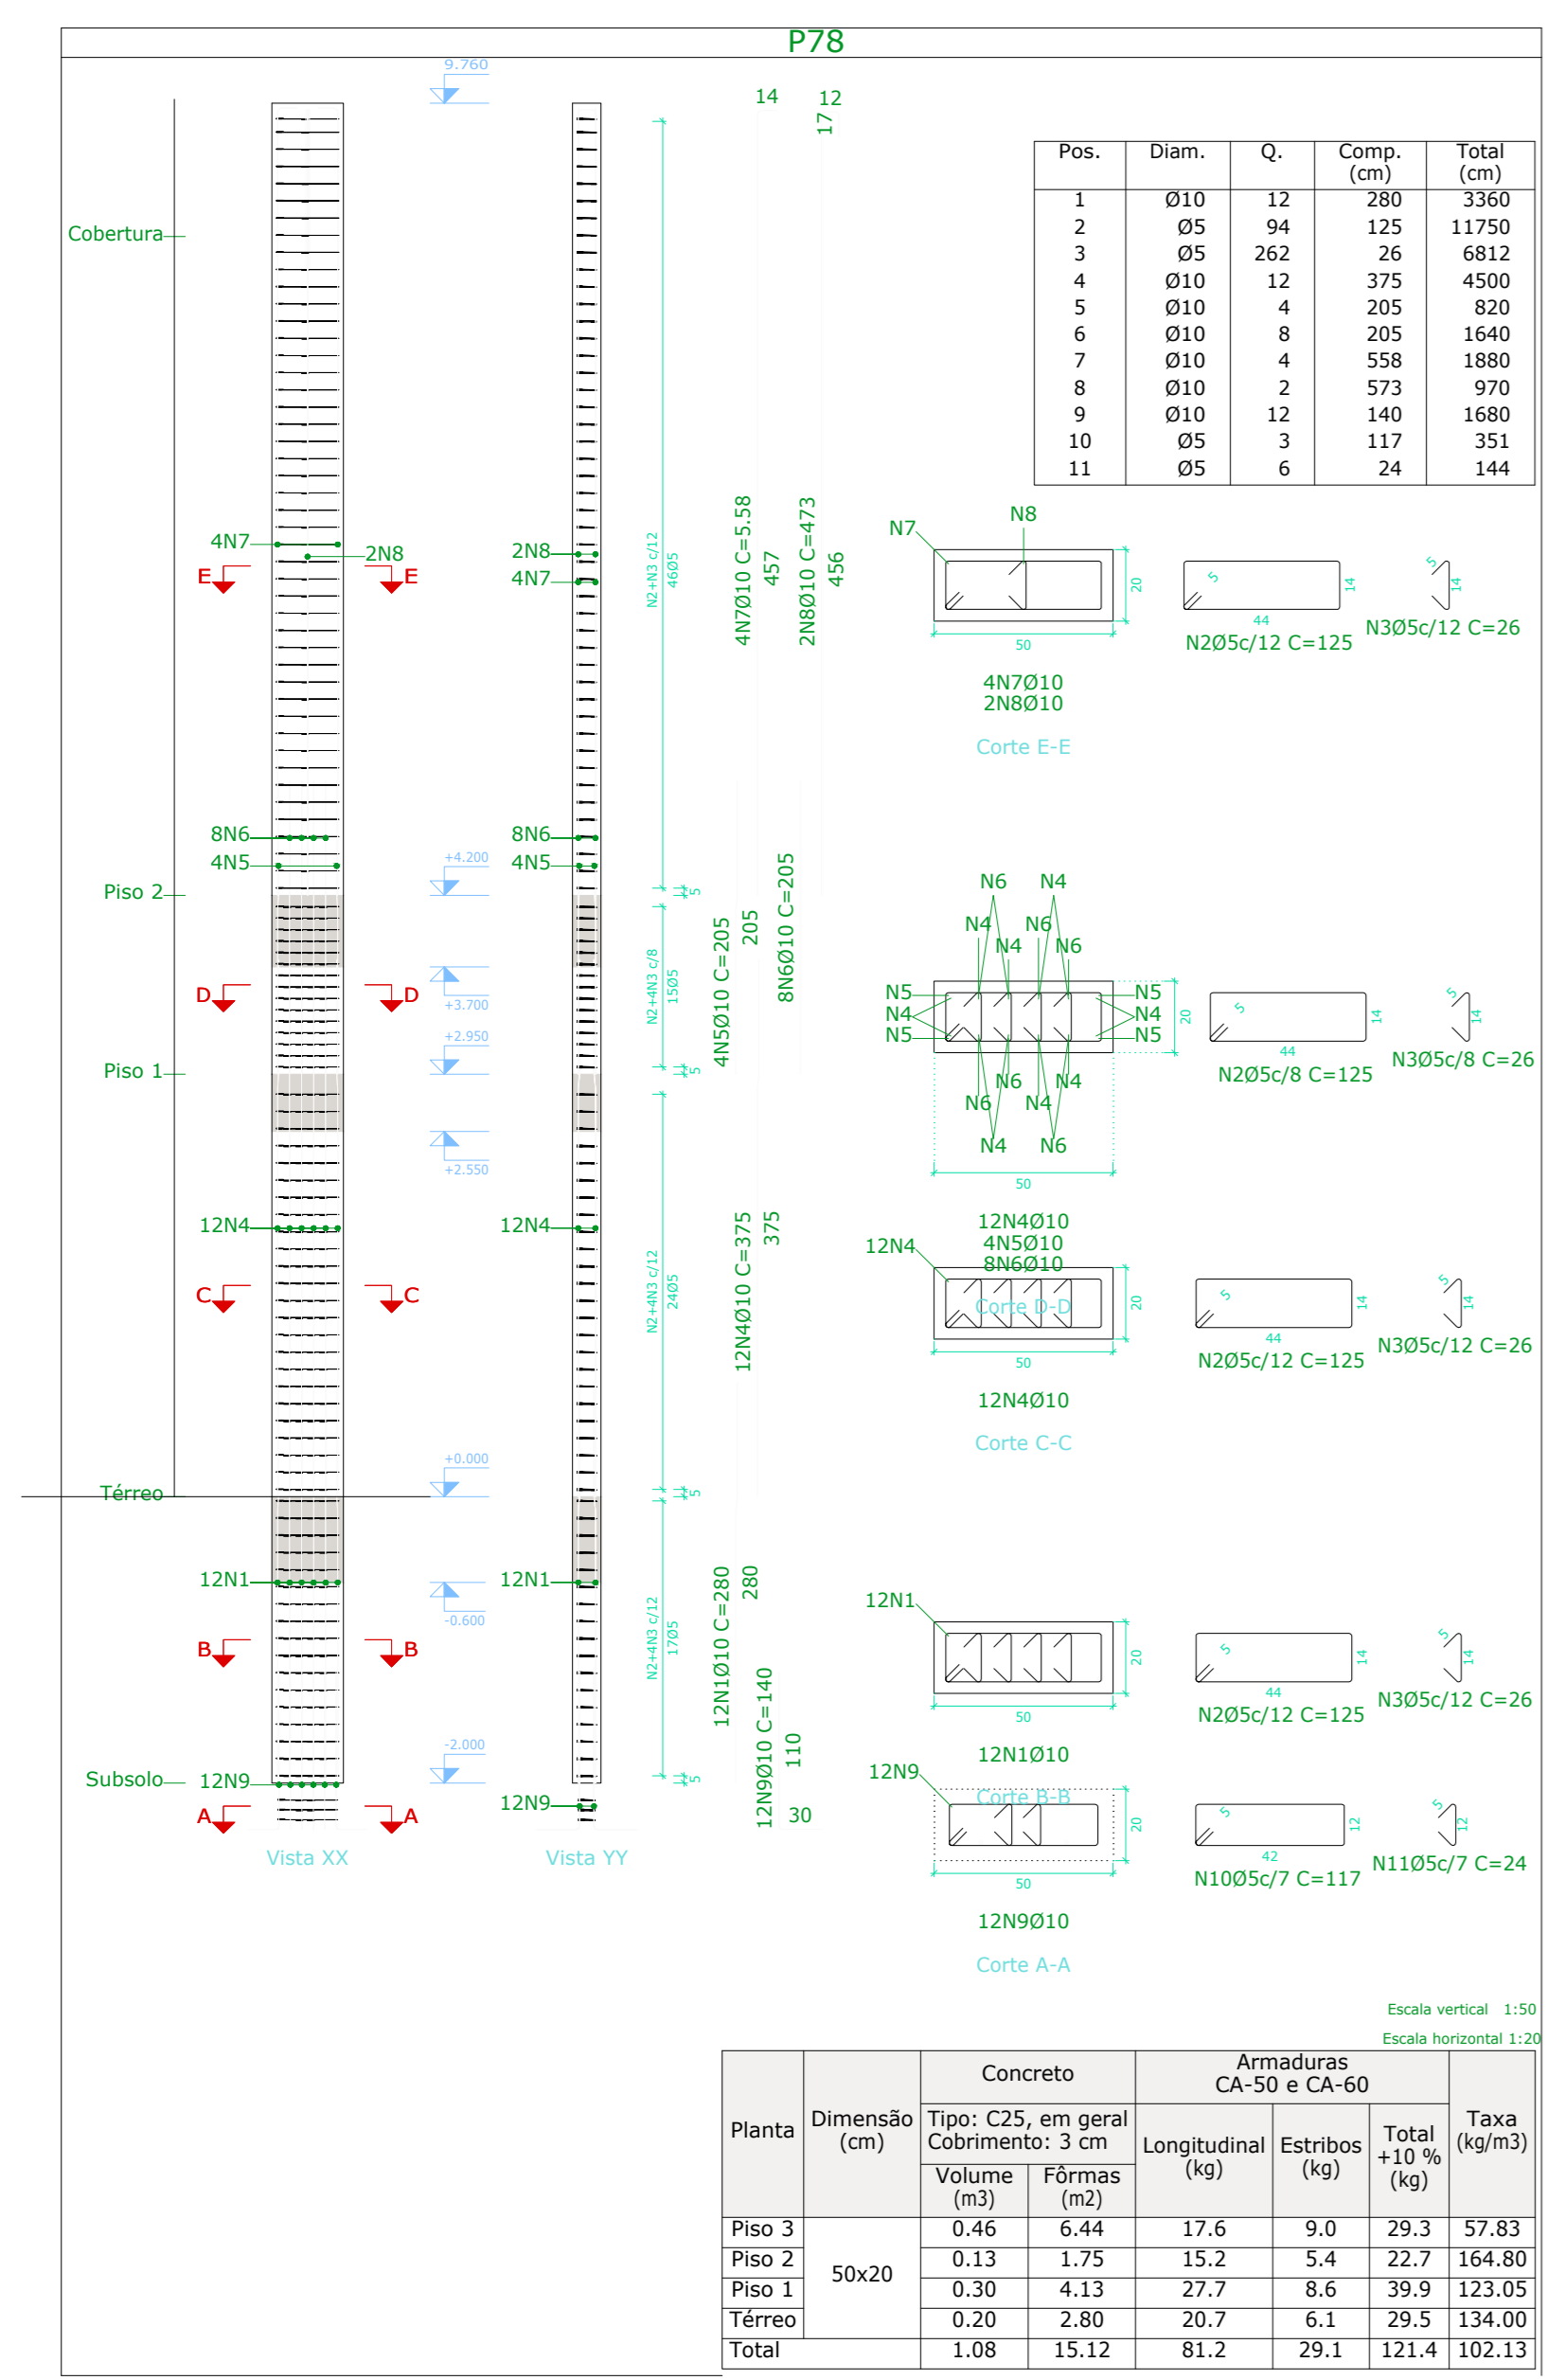 P78
9.760
14
12
17
Pos. Diam. Q. Comp. (cm) Total (cm)
1 Ø10 12 280 3360
2 Ø5 94 125 11750
3 Ø5 262 26 6812
4 Ø10 12 375 4500
5 Ø10 4 205 820
6 Ø10 8 205 1640
7 Ø10 4 558 1880
8 Ø10 2 573 970
9 Ø10 12 140 1680
10 Ø5 3 117 351
11 Ø5 6 24 144
Cobertura
4N7
2N8
E E
2N8
4N7
N2+N3 c/12
46Ø5
4N7Ø10 C=5.58
457
2N8Ø10 C=473
456
N7
N8
20
50
4N7Ø10
2N8Ø10
Corte E-E
5
14
44
N2Ø5c/12 C=125
5
14
N3Ø5c/12 C=26
8N6
4N5
8N6
4N5
+4.200
Piso 2
5
N2+4N3 c/8
15Ø5
4N5Ø10 C=205
205
8N6Ø10 C=205
D D
+3.700
+2.950
Piso 1
5
N6 N4
N4 N6
N4 N6
N5 N5
N4 N4
N5 N5
N6 N4
N6 N4
N4 N6
20
50
12N4Ø10
4N5Ø10
8N6Ø10
Corte D-D
5
14
44
N2Ø5c/8 C=125
5
14
N3Ø5c/8 C=26
+2.550
12N4
12N4
C C
N2+4N3 c/12
24Ø5
12N4Ø10 C=375
375
12N4
20
50
12N4Ø10
Corte C-C
5
14
44
N2Ø5c/12 C=125
5
14
N3Ø5c/12 C=26
+0.000
Térreo
5
12N1
12N1
-0.600
B B
N2+4N3 c/12
17Ø5
12N1Ø10 C=280
280
12N1
20
50
12N1Ø10
Corte B-B
5
14
44
N2Ø5c/12 C=125
5
14
N3Ø5c/12 C=26
-2.000
Subsolo
12N9
5
12N9
A A
12N9Ø10 C=140
110
30
Vista XX
Vista YY
12N9
20
50
12N9Ø10
Corte A-A
5
12
42
N10Ø5c/7 C=117
5
12
N11Ø5c/7 C=24
Escala vertical 1:50
Escala horizontal 1:20
Planta
Dimensão (cm)
Concreto
Tipo: C25, em geral
Cobrimento: 3 cm
Volume (m3)
Fôrmas (m2)
Armaduras
CA-50 e CA-60
Longitudinal (kg)
Estribos (kg)
Total +10 % (kg)
Taxa (kg/m3)
50x20
Piso 3 0.46 6.44 17.6 9.0 29.3 57.83
Piso 2 0.13 1.75 15.2 5.4 22.7 164.80
Piso 1 0.30 4.13 27.7 8.6 39.9 123.05
Térreo 0.20 2.80 20.7 6.1 29.5 134.00
Total 1.08 15.12 81.2 29.1 121.4 102.13